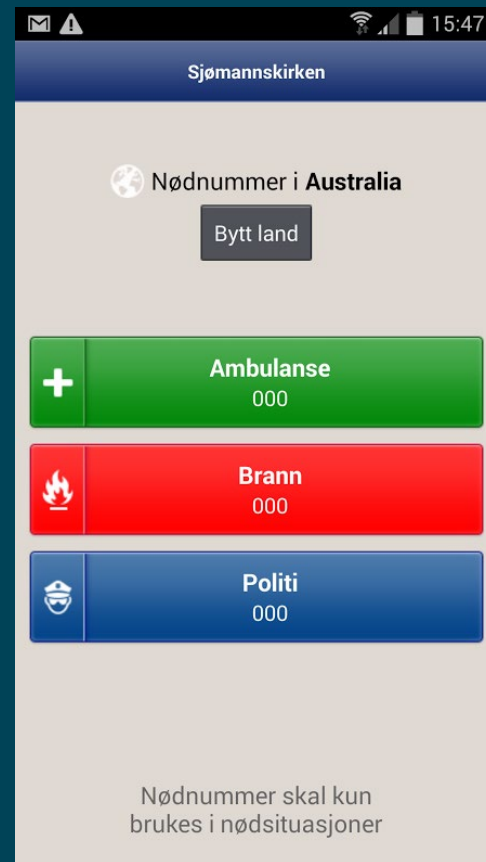 15:47
Sjømannskirken
Nødnummer i Australia
Bytt land
Ambulanse
000
Brann
000
Politi
000
Nødnummer skal kun
brukes i nødsituasjoner